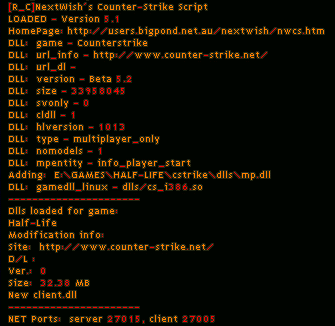 [R_C]NextWish's Counter-Strike Script
LOADED - Version 5.1
HomePage: http://users.bigpond.net.au/nextwish/nwcs.htm
DLL: game = Counterstrike
DLL: url_info = http://www.counter-strike.net/
DLL: url_dl =
DLL: version = Beta 5.2
DLL: size = 33958045
DLL: svonly = 0
DLL: cldll = 1
DLL: hlversion = 1013
DLL: type = multiplayer_only
DLL: nomodels = 1
DLL: mpentity = info_player_start
Adding: E:\GAMES\HALF-LIFE\cstrike\dlls\mp.dll
DLL: gamedll_linux = dlls/cs_i386.so
-----------------------
Dlls loaded for game:
Half-Life
Modification info:
Site: http://www.counter-strike.net/
D/L :
Ver.: 0
Size: 32.38 MB
New client.dll
-----------------------
NET Ports: server 27015, client 27005